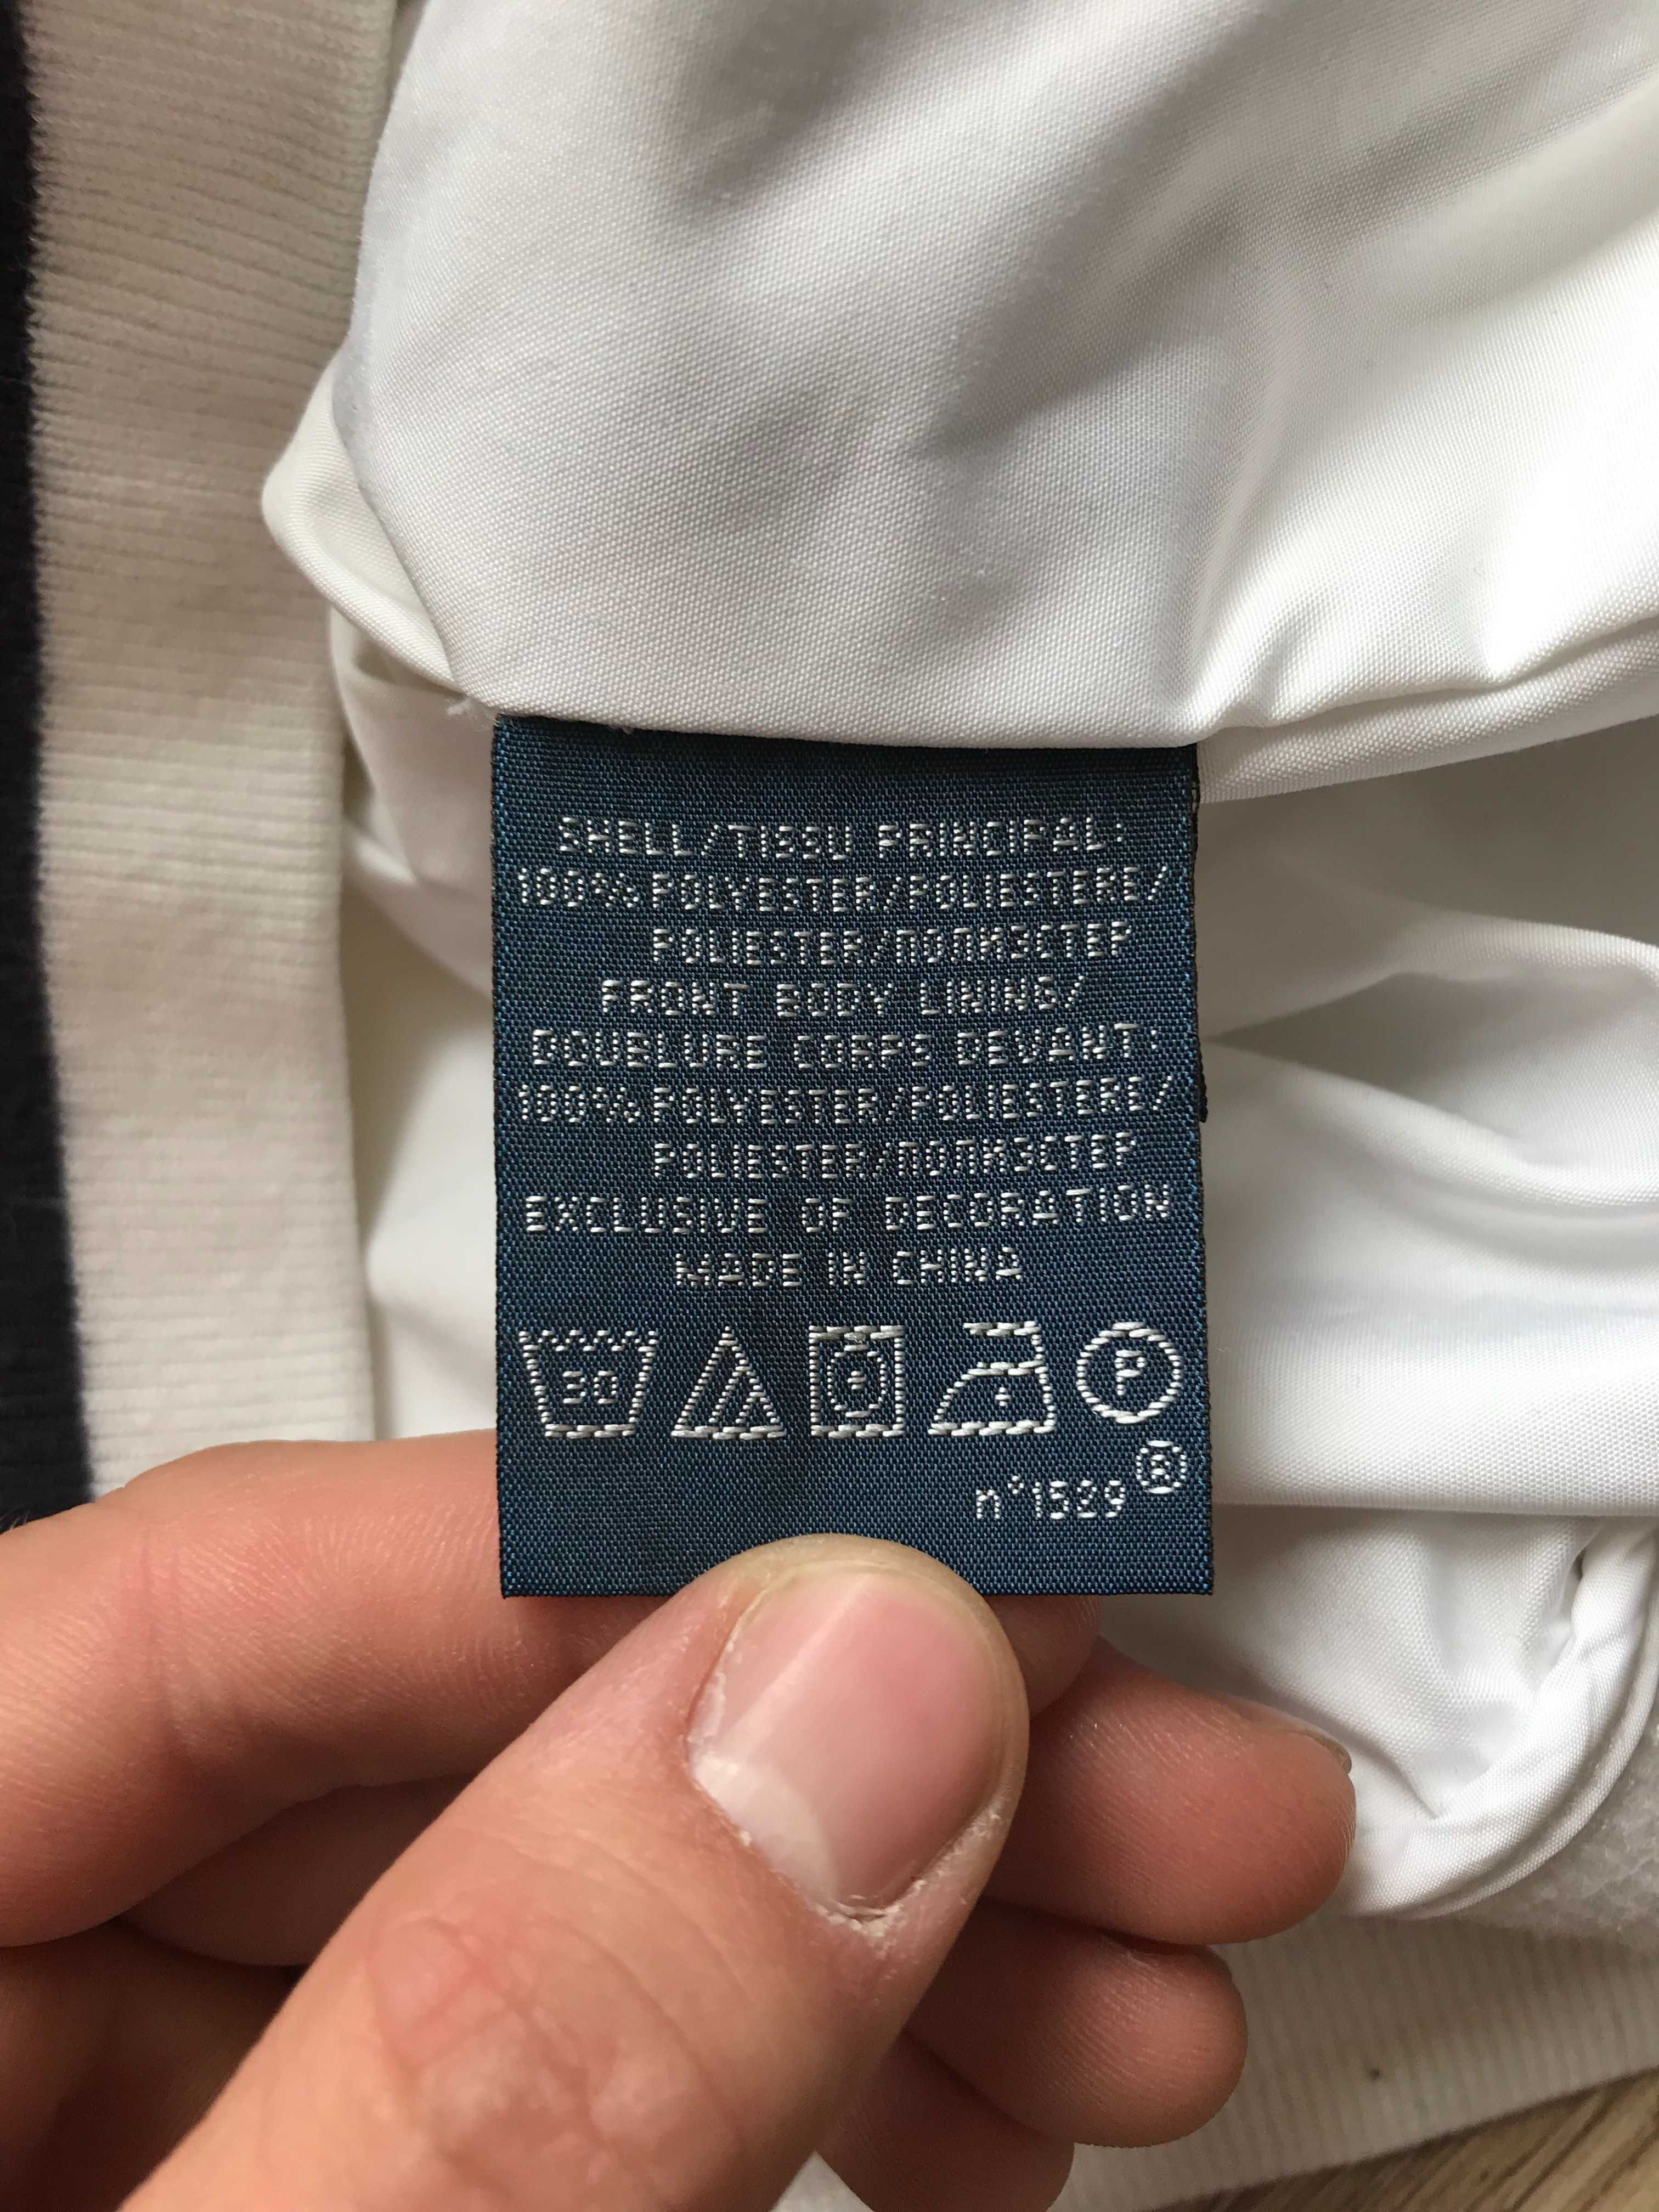 SHELL/TISSU PRINCIPAL:
100%POLYESTER/POLIESTERE/
POLIESTER/ПОЛИЭСТЕР
FRONT BODY LINING/
DOUBLURE CORPS DEVANT:
100%POLYESTER/POLIESTERE/
POLIESTER/ПОЛИЭСТЕР
EXCLUSIVE OF DECORATION
MADE IN CHINA
30 P
n°1529 ®